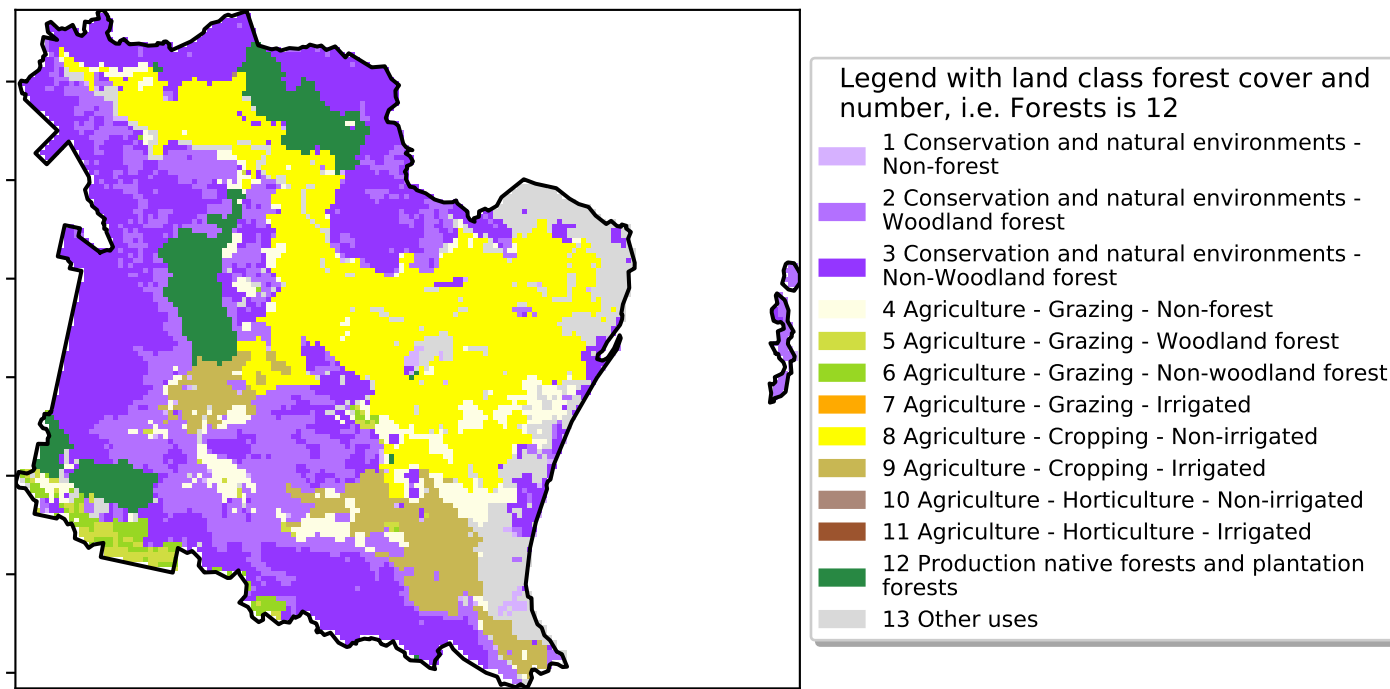 Legend with land class forest cover and
number, i.e. Forests is 12
1 Conservation and natural environments -
Non-forest
2 Conservation and natural environments -
Woodland forest
3 Conservation and natural environments -
Non-Woodland forest
4 Agriculture - Grazing - Non-forest
5 Agriculture - Grazing - Woodland forest
6 Agriculture - Grazing - Non-woodland forest
7 Agriculture - Grazing - Irrigated
8 Agriculture - Cropping - Non-irrigated
9 Agriculture - Cropping - Irrigated
10 Agriculture - Horticulture - Non-irrigated
11 Agriculture - Horticulture - Irrigated
12 Production native forests and plantation
forests
13 Other uses